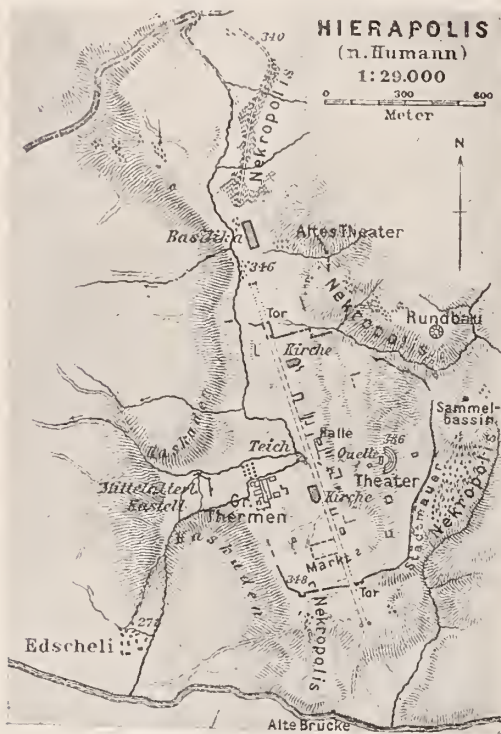 HIERAPOLIS
(n. Humann)
1:29.000
0 300 600
Meter
340
Nekropolis
N
Basilika
Altes Theater
346
Nekropolis
Tor
Rundbau
Kirche
Kaskaden
Sammel-
bassin
Halle
386
Teich
Quelle
Theater
Mittelalterl.
Kastell
Gr.
Thermen
Kirche
Stadtmauer
Nekropolis
Kaskaden
Markt
348
Tor
Nekropolis
Edscheli
Alte Brücke